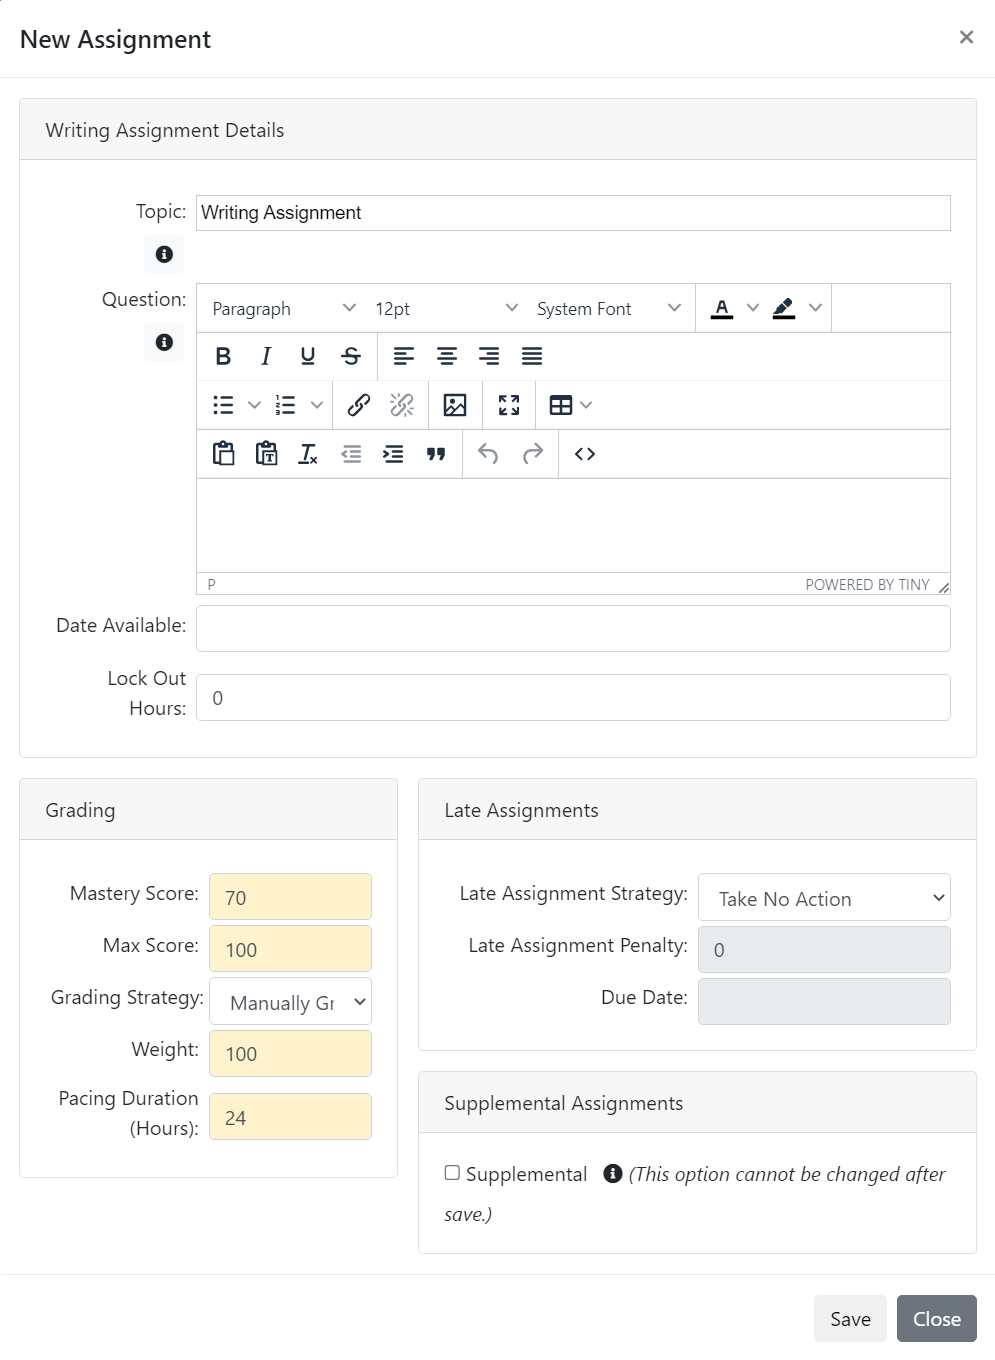 New Assignment
×
Writing Assignment Details
Topic: Writing Assignment
Question:
Paragraph 12pt System Font A
B I U S
P POWERED BY TINY
Date Available:
Lock Out
Hours:
0
Grading
Mastery Score: 70
Max Score: 100
Grading Strategy: Manually Gr
Weight: 100
Pacing Duration
(Hours):
24
Late Assignments
Late Assignment Strategy: Take No Action
Late Assignment Penalty: 0
Due Date:
Supplemental Assignments
Supplemental (This option cannot be changed after
save.)
Save Close